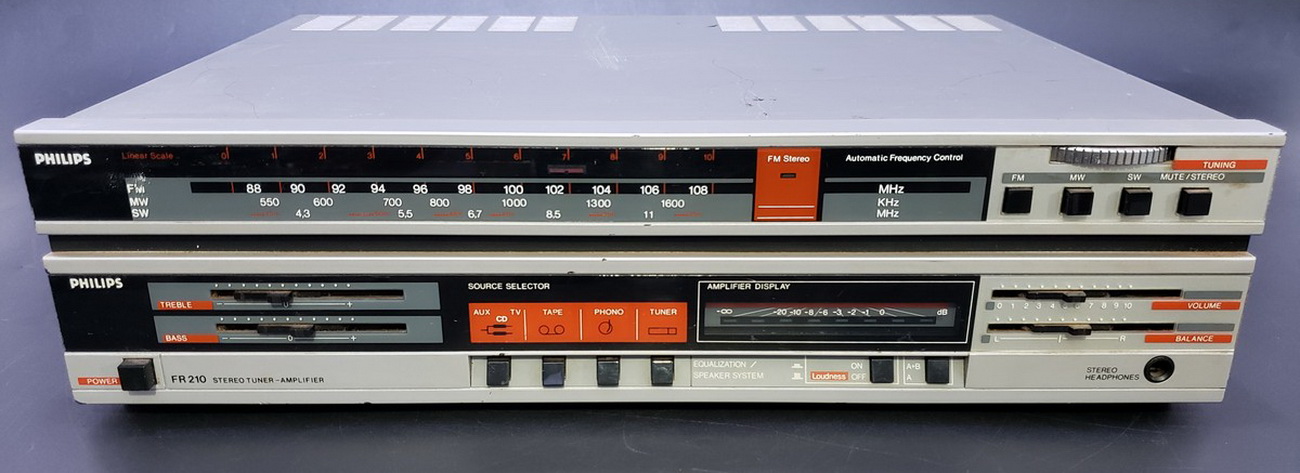 PHILIPS
Linear Scale 0 1 2 3 4 5 6 7 8 9 10
FM 88 90 92 94 96 98 100 102 104 106 108 MHz
MW 550 600 700 800 1000 1300 1600 KHz
SW 4,3 5.5 6,7 8.5 11 MHz
FM Stereo
Automatic Frequency Control
TUNING
FM MW SW MUTE/STEREO
PHILIPS
TREBLE - 0 +
BASS - 0 +
SOURCE SELECTOR
AUX CD TV TAPE PHONO TUNER
AMPLIFIER DISPLAY
-∞ -20 -10 -8 -6 -3 -2 -1 0 dB
0 1 2 3 4 5 6 7 8 9 10 VOLUME
L R BALANCE
POWER
FR 210 STEREO TUNER-AMPLIFIER
EQUALIZATION /
SPEAKER SYSTEM
Loudness ON
OFF
A+B
A
STEREO
HEADPHONES